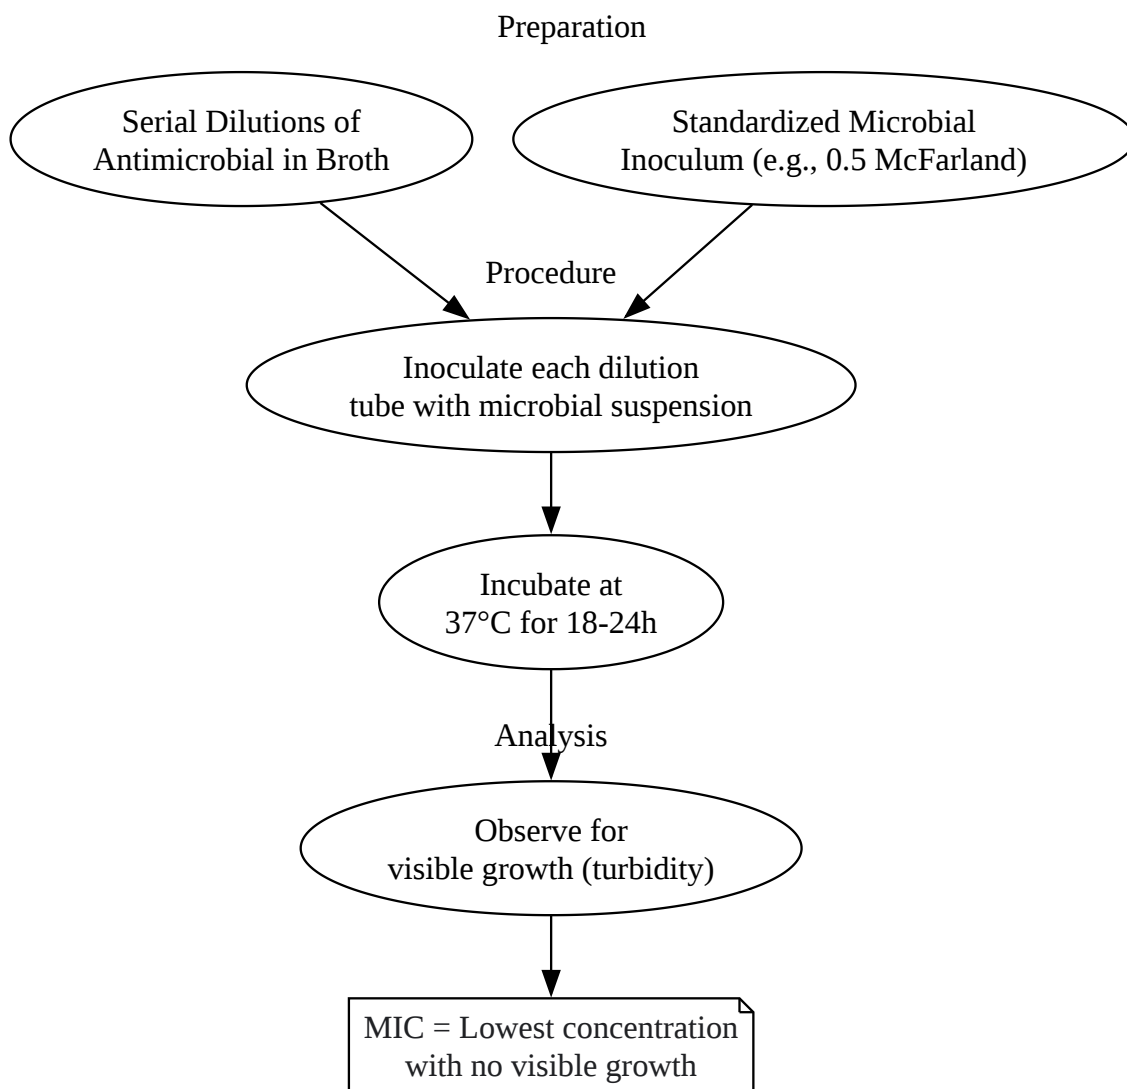 Preparation
Serial Dilutions of
Antimicrobial in Broth
Standardized Microbial
Inoculum (e.g., 0.5 McFarland)
Procedure
Inoculate each dilution
tube with microbial suspension
Incubate at
37°C for 18-24h
Analysis
Observe for
visible growth (turbidity)
MIC = Lowest concentration
with no visible growth